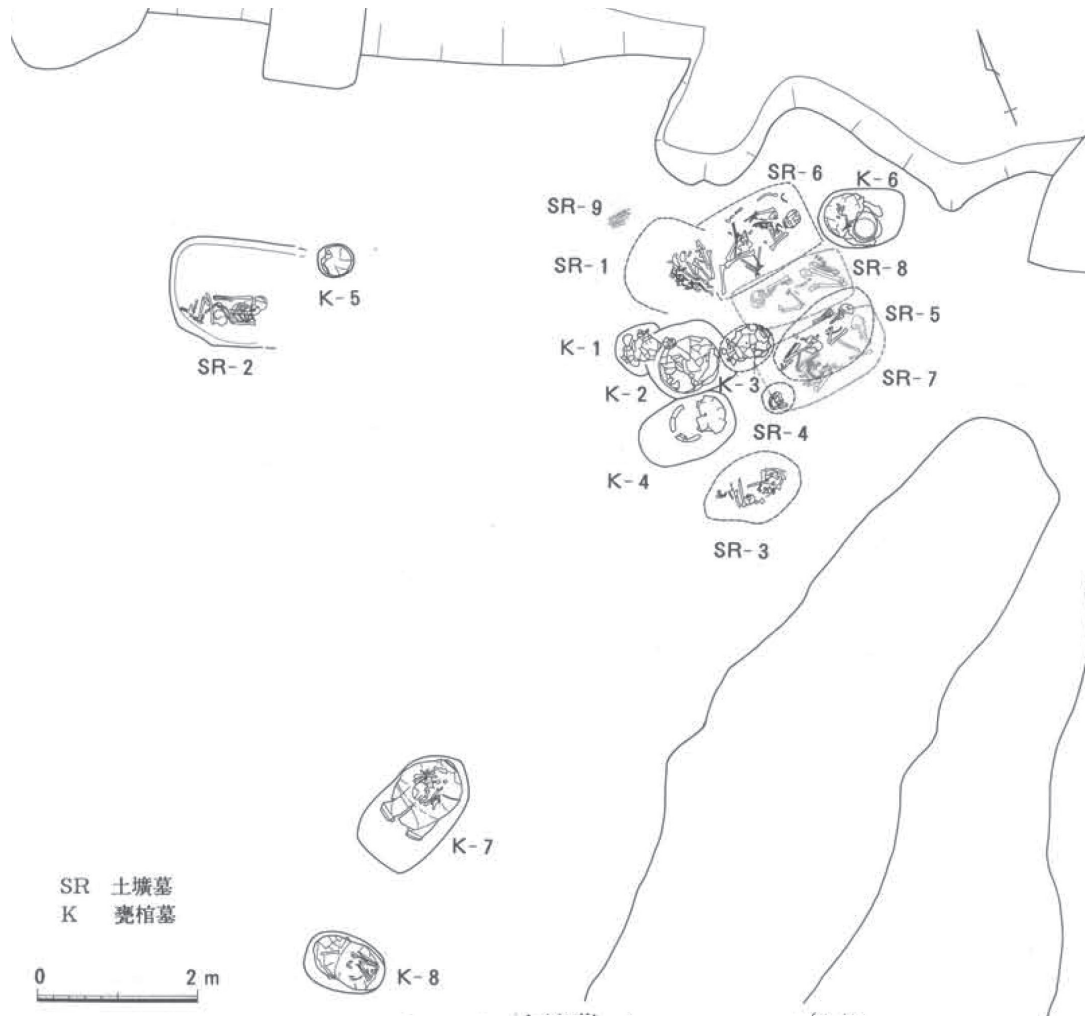 SR-6
K-6
SR-9
SR-1
SR-8
K-5
SR-5
K-1
SR-2
SR-7
K-2
K-3
SR-4
K-4
SR-3
K-7
SR 土壙墓
K 甕棺墓
0 2m
K-8